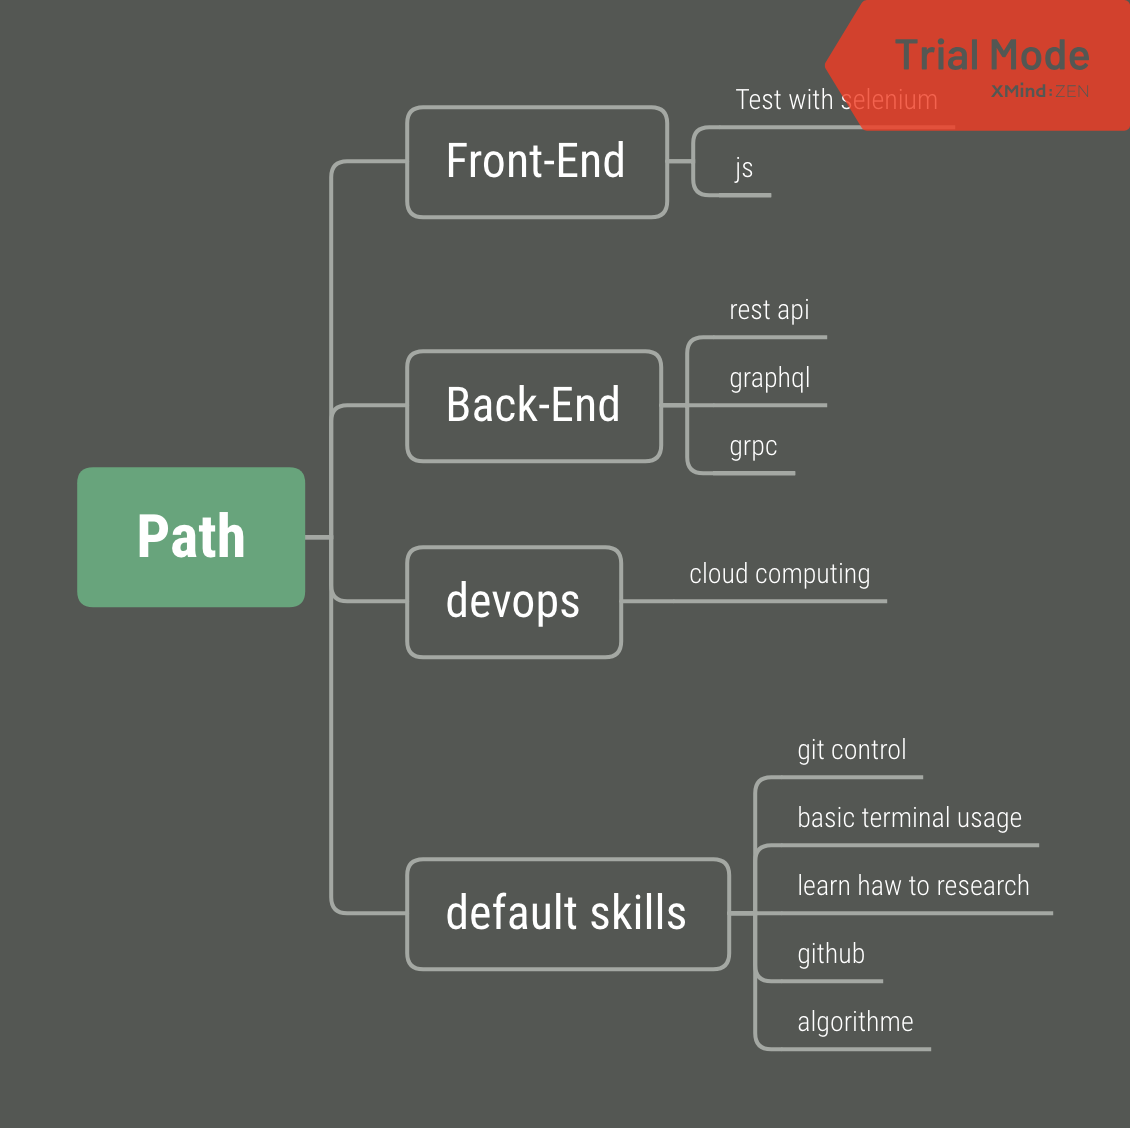 Trial Mode
XMind:ZEN
Test with selenium
Front-End
js
rest api
graphql
Back-End
grpc
Path
cloud computing
devops
git control
basic terminal usage
learn haw to research
default skills
github
algorithme